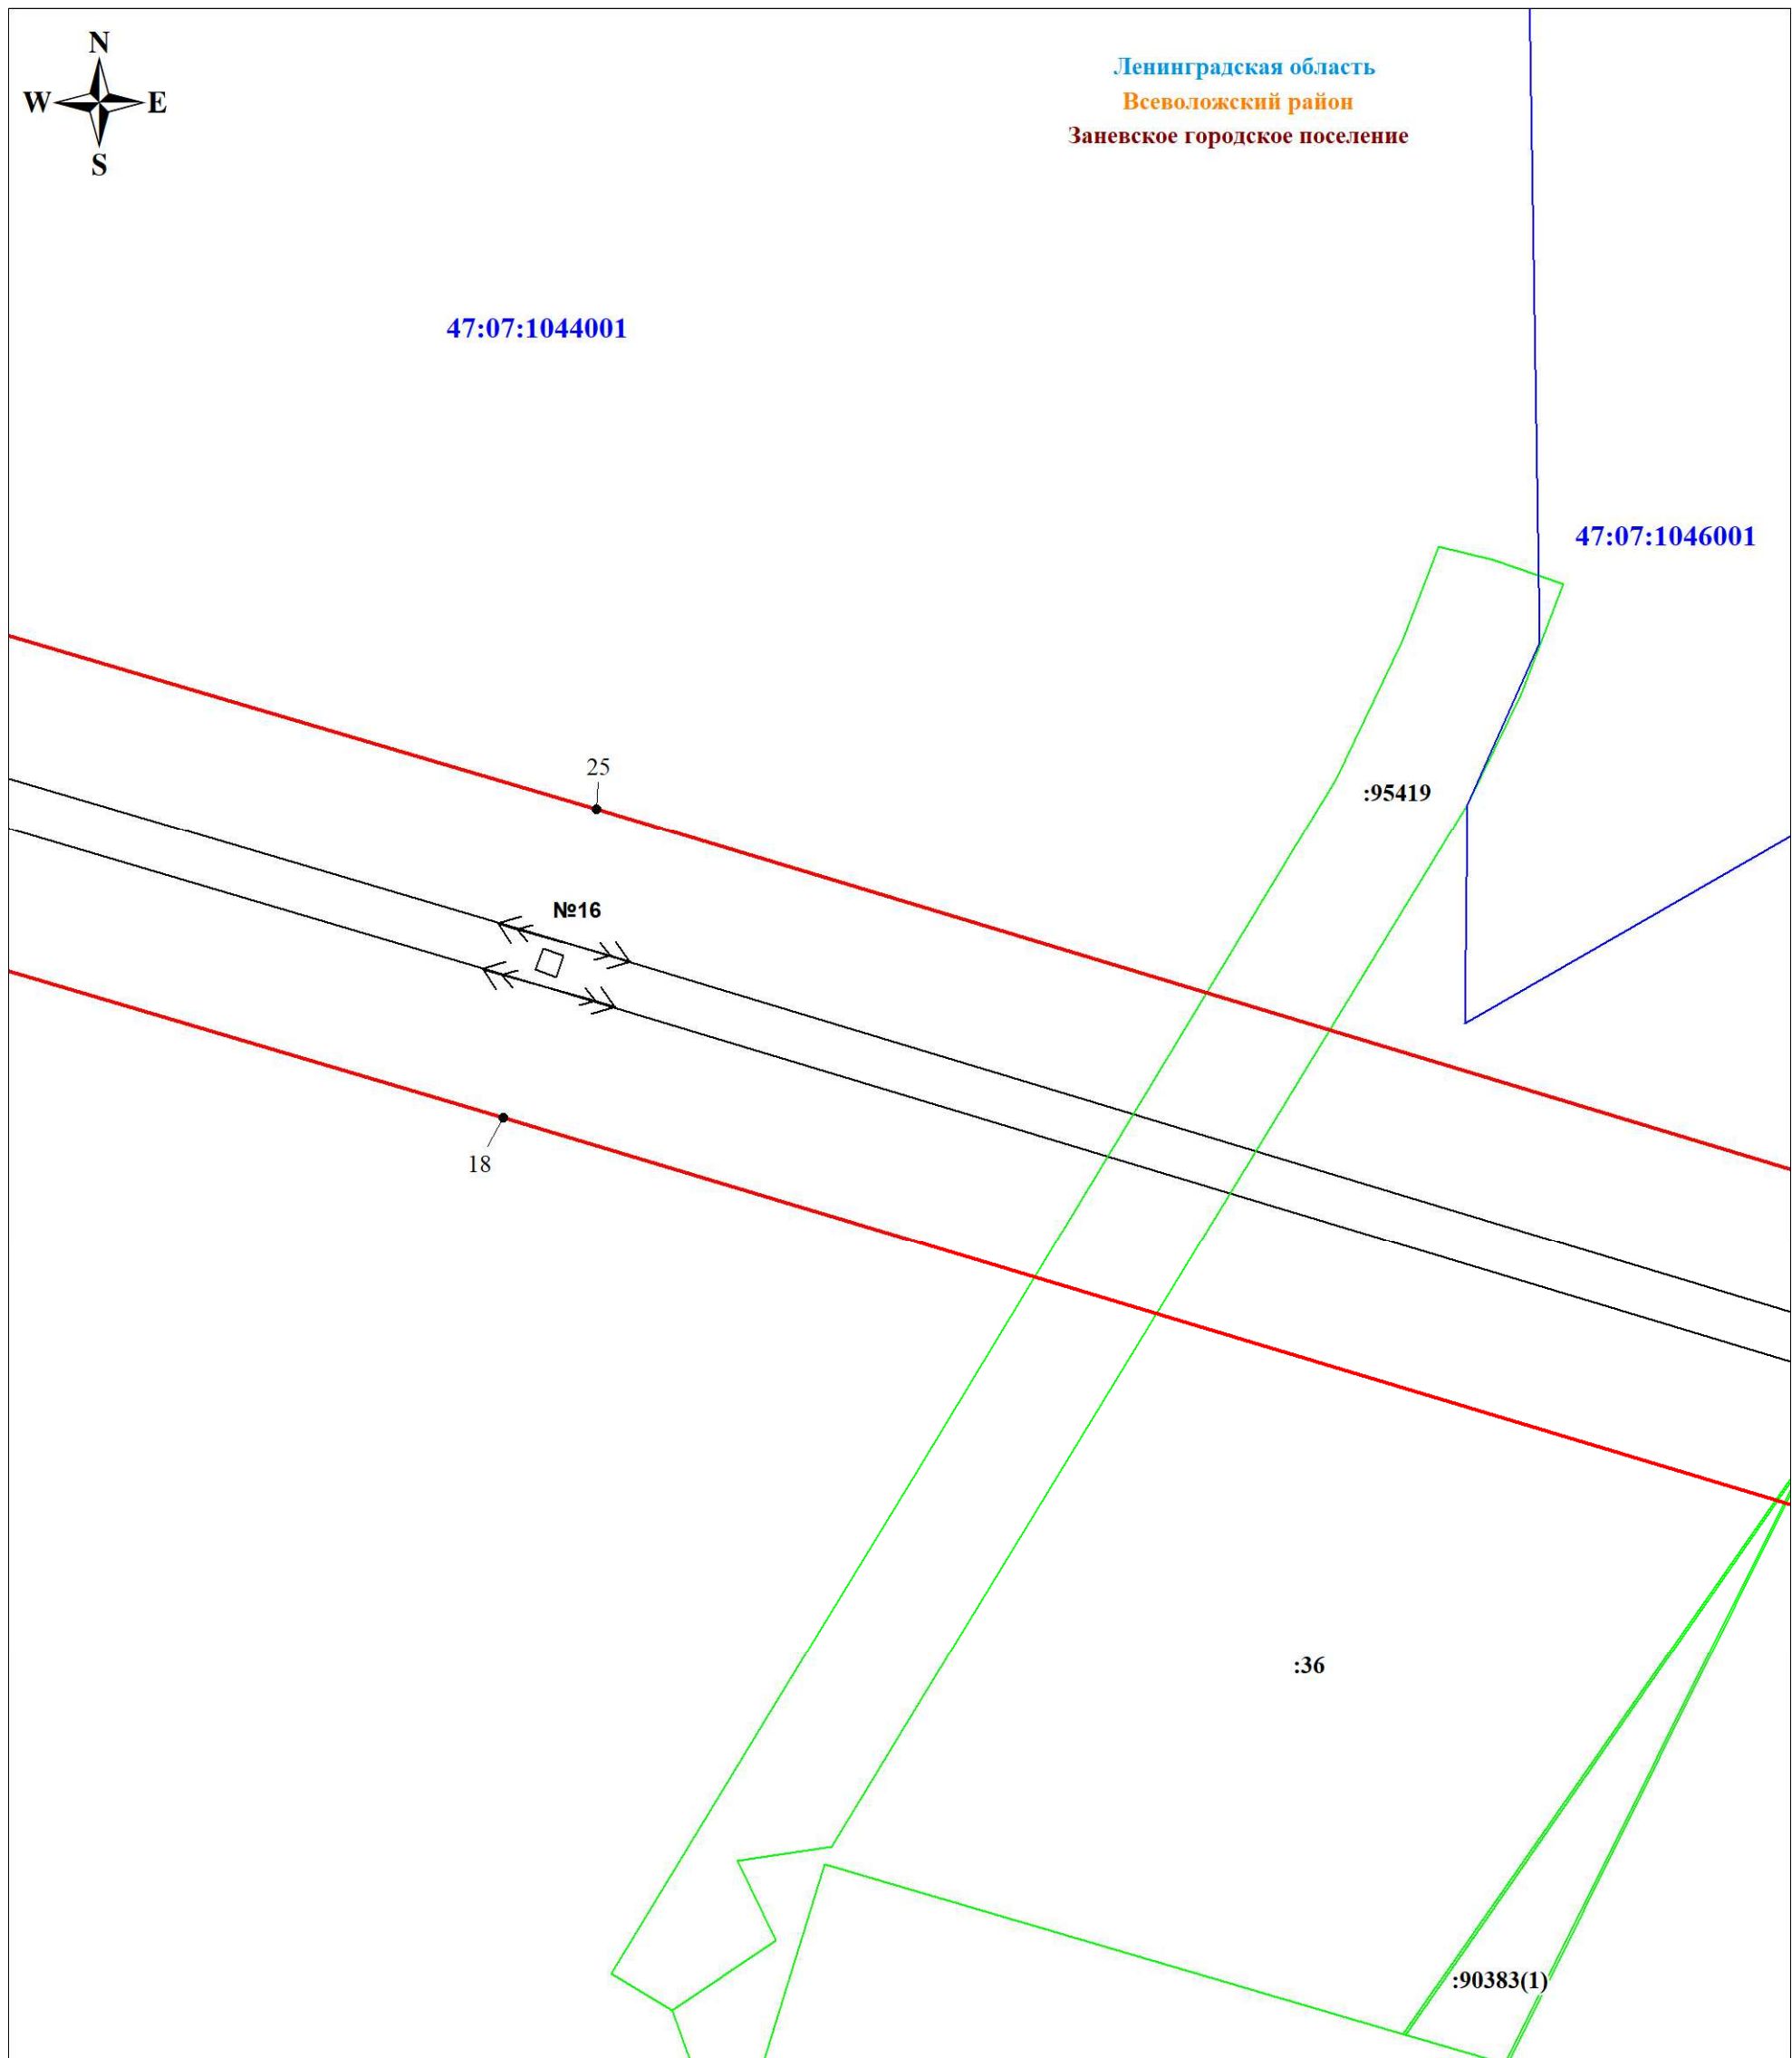 N
W E
S
Ленинградская область
Всеволожский район
Заневское городское поселение
47:07:1044001
47:07:1046001
25
:95419
№16
18
:36
:90383(1)